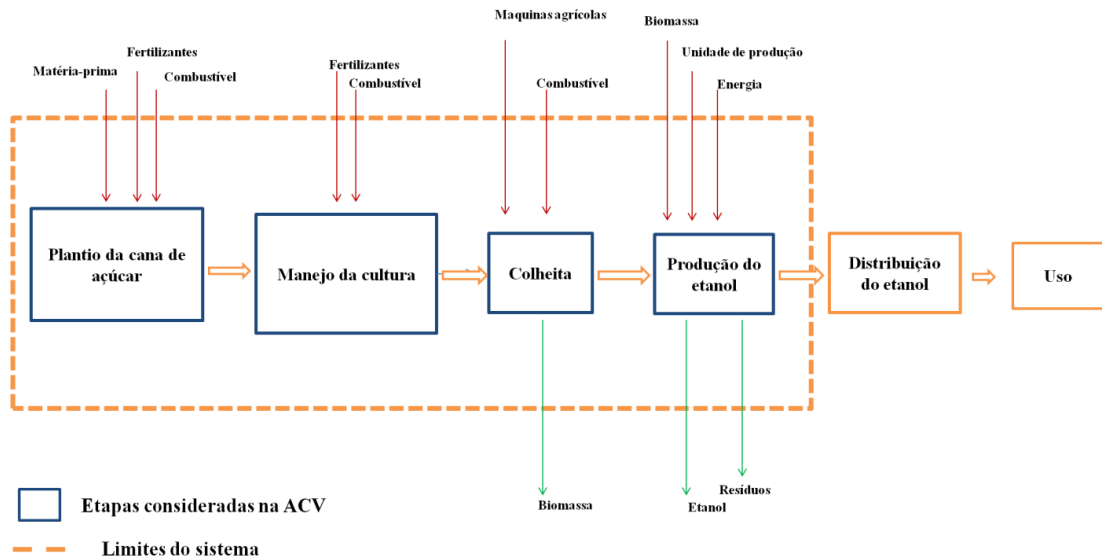 Maquinas agrícolas
Biomassa
Fertilizantes
Unidade de produção
Matéria-prima
Combustível
Fertilizantes
Combustível
Combustível
Energia
Plantio da cana de
açúcar
Manejo da cultura
Colheita
Produção do
etanol
Distribuição
do etanol
Uso
Biomassa
Etanol
Resíduos
Etapas consideradas na ACV
Limites do sistema